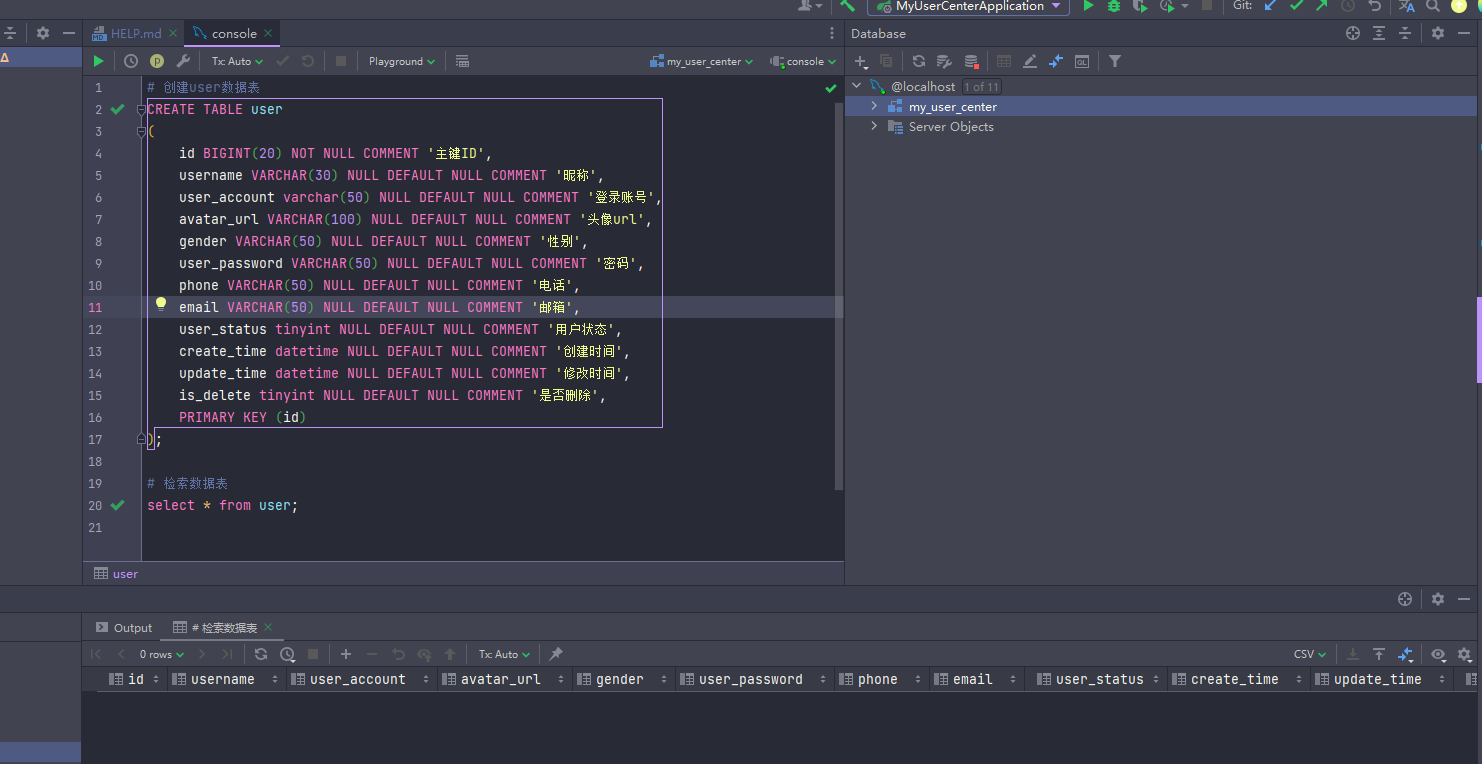 MyUserCenterApplication
Git:
HELP.md
console
Database
Tx: Auto
Playground
my_user_center
console
1 # 创建user数据表
2 CREATE TABLE user
3 (
4 id BIGINT(20) NOT NULL COMMENT '主键ID',
5 username VARCHAR(30) NULL DEFAULT NULL COMMENT '昵称',
6 user_account varchar(50) NULL DEFAULT NULL COMMENT '登录账号',
7 avatar_url VARCHAR(100) NULL DEFAULT NULL COMMENT '头像url',
8 gender VARCHAR(50) NULL DEFAULT NULL COMMENT '性别',
9 user_password VARCHAR(50) NULL DEFAULT NULL COMMENT '密码',
10 phone VARCHAR(50) NULL DEFAULT NULL COMMENT '电话',
11 email VARCHAR(50) NULL DEFAULT NULL COMMENT '邮箱',
12 user_status tinyint NULL DEFAULT NULL COMMENT '用户状态',
13 create_time datetime NULL DEFAULT NULL COMMENT '创建时间',
14 update_time datetime NULL DEFAULT NULL COMMENT '修改时间',
15 is_delete tinyint NULL DEFAULT NULL COMMENT '是否删除',
16 PRIMARY KEY (id)
17 );
18
19 # 检索数据表
20 select * from user;
21
user
@localhost 1 of 11
my_user_center
Server Objects
Output
# 检索数据表
0 rows
Tx: Auto
CSV
id username user_account avatar_url gender user_password phone email user_status create_time update_time